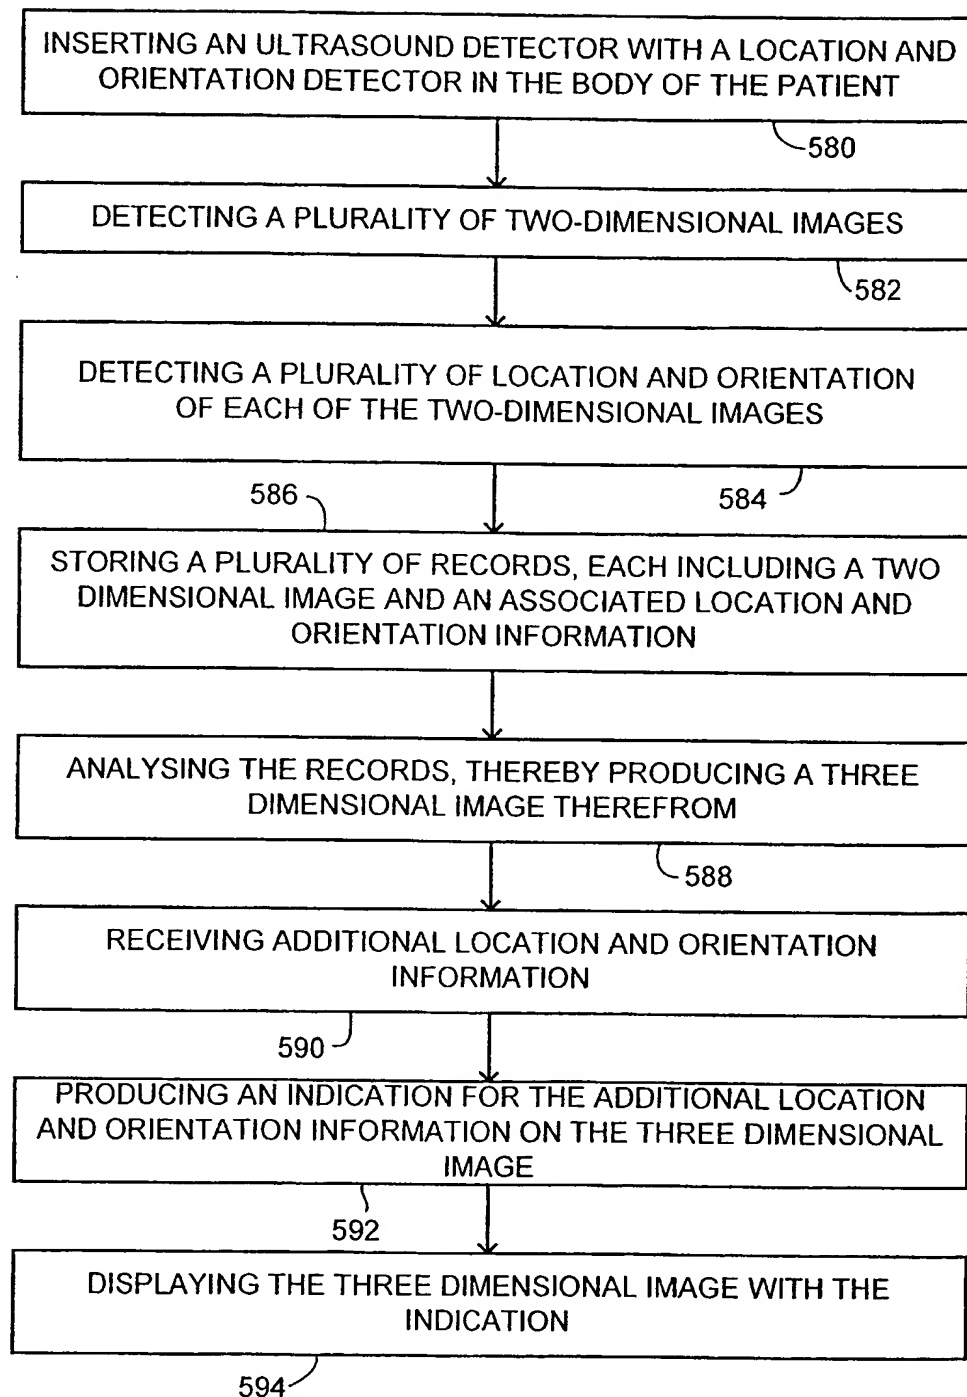 INSERTING AN ULTRASOUND DETECTOR WITH A LOCATION AND
ORIENTATION DETECTOR IN THE BODY OF THE PATIENT
580
DETECTING A PLURALITY OF TWO-DIMENSIONAL IMAGES
582
DETECTING A PLURALITY OF LOCATION AND ORIENTATION
OF EACH OF THE TWO-DIMENSIONAL IMAGES
584
586
STORING A PLURALITY OF RECORDS, EACH INCLUDING A TWO
DIMENSIONAL IMAGE AND AN ASSOCIATED LOCATION AND
ORIENTATION INFORMATION
ANALYSING THE RECORDS, THEREBY PRODUCING A THREE
DIMENSIONAL IMAGE THEREFROM
588
RECEIVING ADDITIONAL LOCATION AND ORIENTATION
INFORMATION
590
PRODUCING AN INDICATION FOR THE ADDITIONAL LOCATION
AND ORIENTATION INFORMATION ON THE THREE DIMENSIONAL
IMAGE
592
DISPLAYING THE THREE DIMENSIONAL IMAGE WITH THE
INDICATION
594